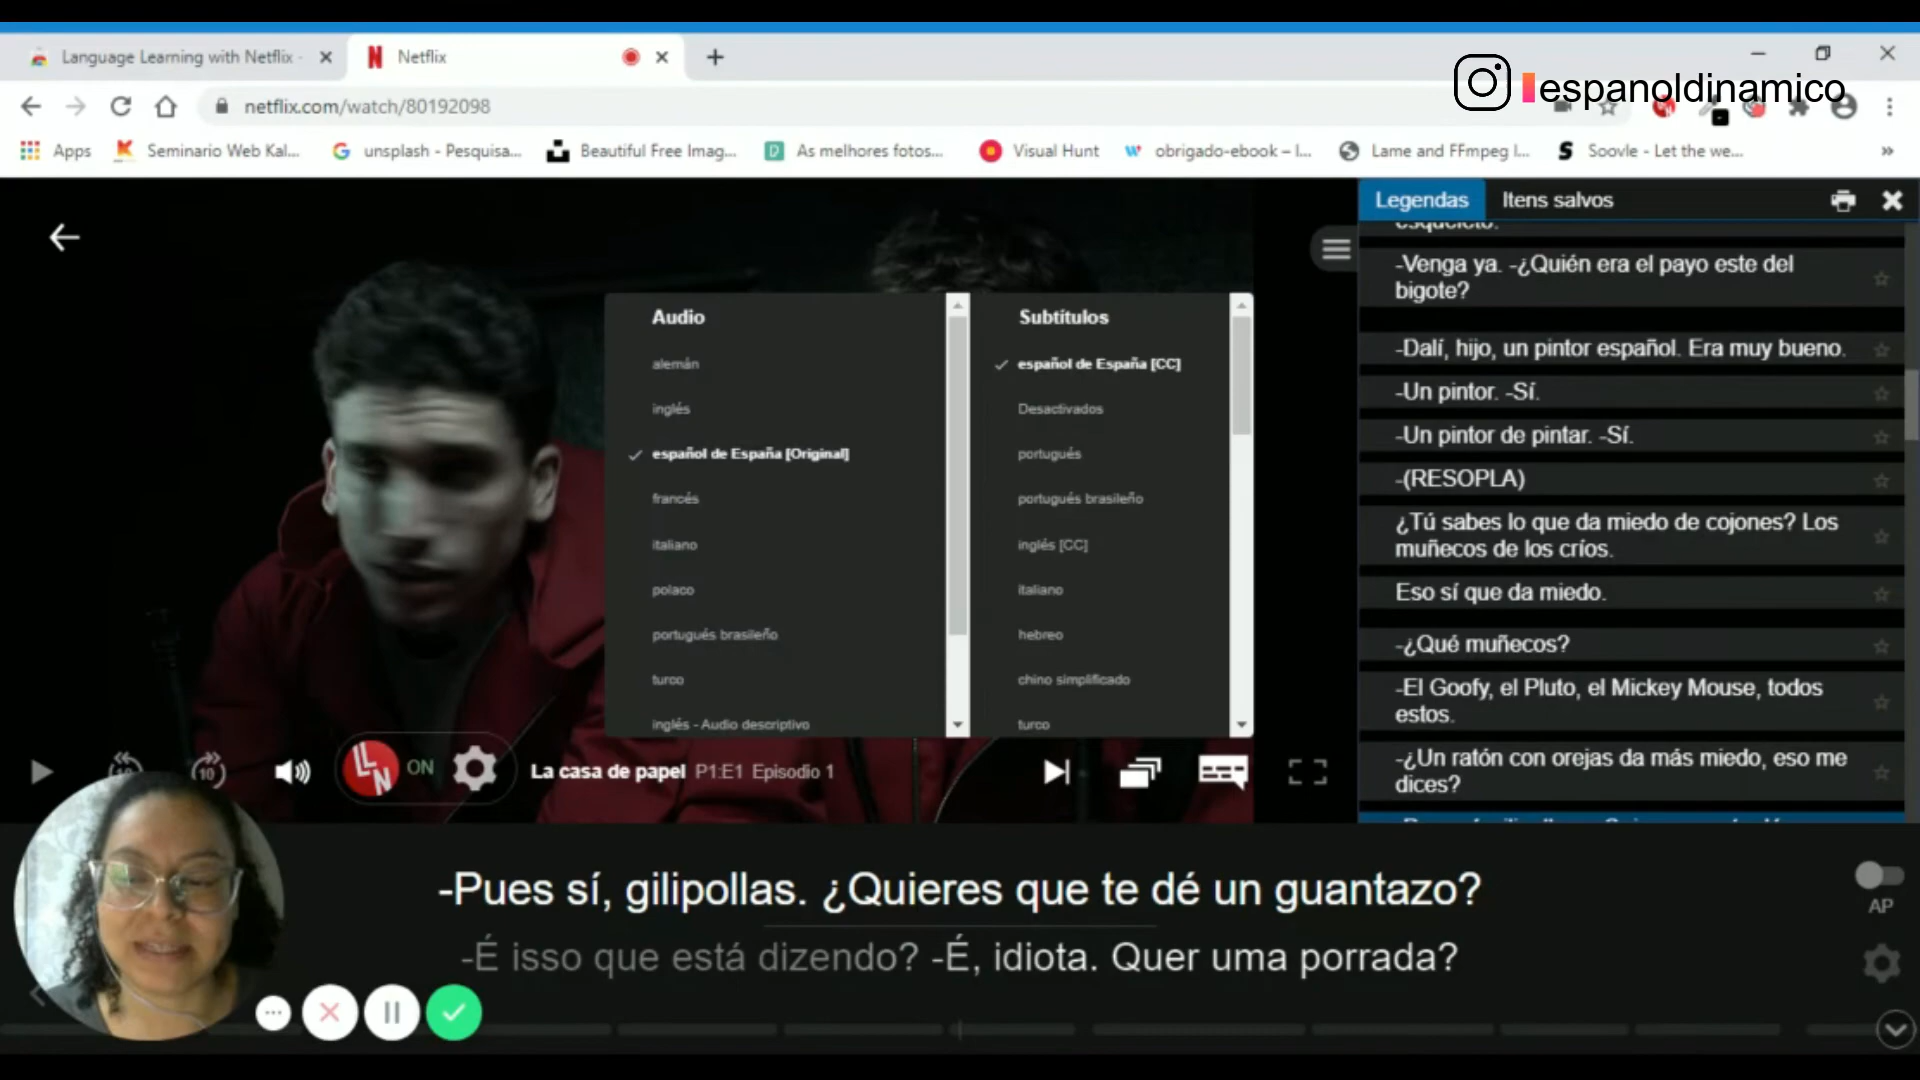 Language Learning with Netflix -
Netflix
espanoldinamico
netflix.com/watch/80192098
Apps
Seminario Web Kal...
unsplash - Pesquisa...
Beautiful Free Imag...
As melhores fotos...
Visual Hunt
obrigado-ebook – I...
Lame and FFmpeg I...
Soovle - Let the we...
»
Legendas
Itens salvos
esqueleto.
-Venga ya. -¿Quién era el payo este del
bigote?
-Dalí, hijo, un pintor español. Era muy bueno.
-Un pintor. -Sí.
-Un pintor de pintar. -Sí.
-(RESOPLA)
¿Tú sabes lo que da miedo de cojones? Los
muñecos de los críos.
Eso sí que da miedo.
-¿Qué muñecos?
-El Goofy, el Pluto, el Mickey Mouse, todos
estos.
-¿Un ratón con orejas da más miedo, eso me
dices?
Audio
alemán
inglés
español de España [Original]
francés
italiano
polaco
portugués brasileño
turco
inglés - Audio descriptivo
Subtítulos
español de España [CC]
Desactivados
portugués
portugués brasileño
inglés [CC]
italiano
hebreo
chino simplificado
turco
10
10
LLN
ON
La casa de papel P1:E1 Episodio 1
-Pues sí, gilipollas. ¿Quieres que te dé un guantazo?
-É isso que está dizendo? -É, idiota. Quer uma porrada?
AP